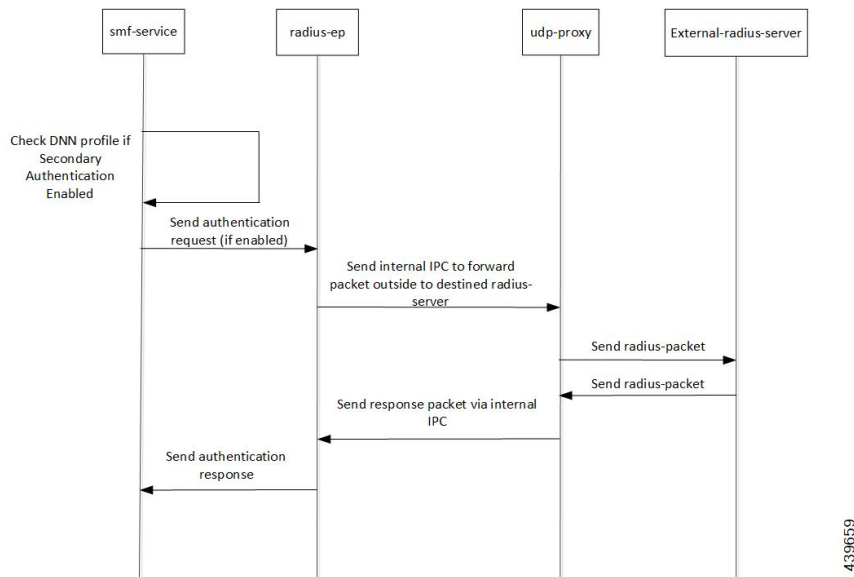 smf-service
radius-ep
udp-proxy
External-radius-server
Check DNN profile if
Secondary
Authentication
Enabled
Send authentication
request (if enabled)
Send internal IPC to forward
packet outside to destined radius-
server
Send radius-packet
Send radius-packet
Send response packet via internal
IPC
Send authentication
response
439659